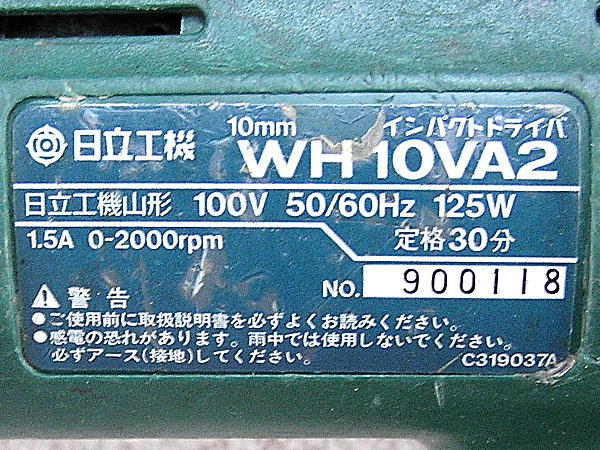 日立工機 10mm インパクトドライバ
WH 10VA2
日立工機山形 100V 50/60Hz 125W
1.5A 0-2000rpm 定格30分
NO. 900118
警告
●ご使用前に取扱説明書を必ずよくお読みください。
●感電の恐れがあります。雨中では使用しないでください。
必ずアース(接地)してください。 C319037A